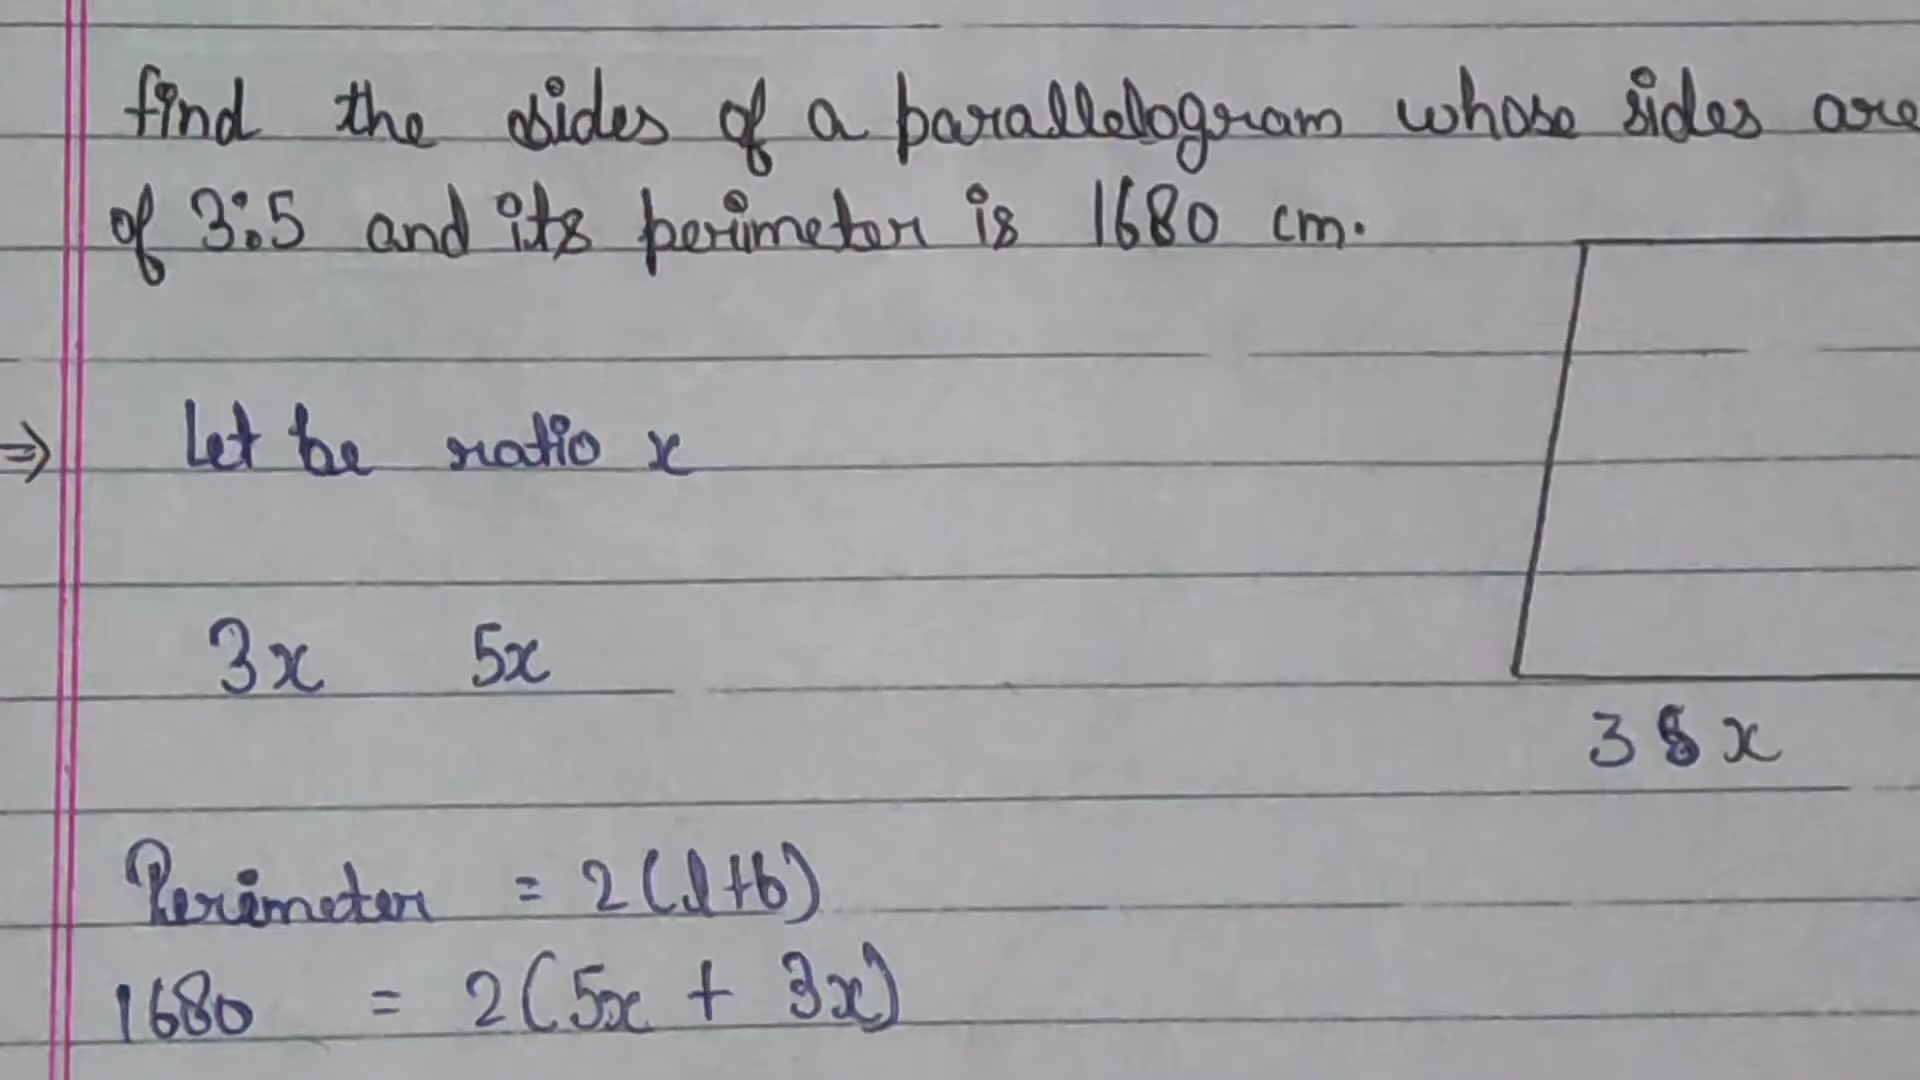 find the sides of a parallelogram whose sides are
of 3:5 and its perimeter is 1680 cm.
⇒ Let be ratio x
3x 5x
x
Perimeter = 2(l+b)
1680 = 2(5x + 3x)